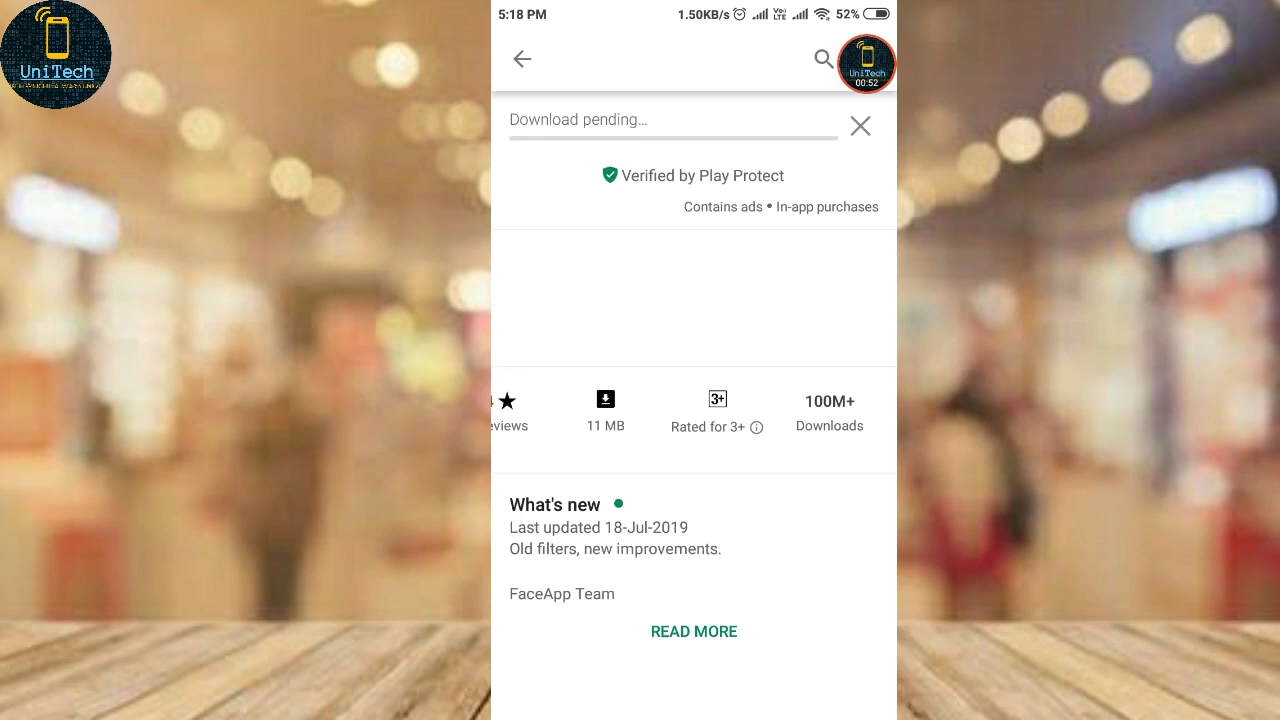 UniTech
5:18 PM
1.50KB/s
Vo
LTE
52%
UniTech
00:52
Download pending...
Verified by Play Protect
Contains ads • In-app purchases
3+
100M+
eviews
11 MB
Rated for 3+
Downloads
What's new
Last updated 18-Jul-2019
Old filters, new improvements.
FaceApp Team
READ MORE